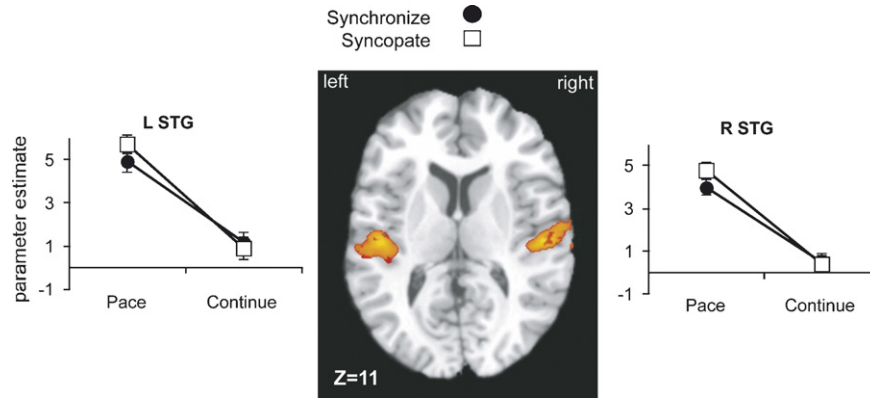 Synchronize
Syncopate
left
right
L STG
parameter estimate
5
3
1
-1
Pace
Continue
Z=11
R STG
5
3
1
-1
Pace
Continue